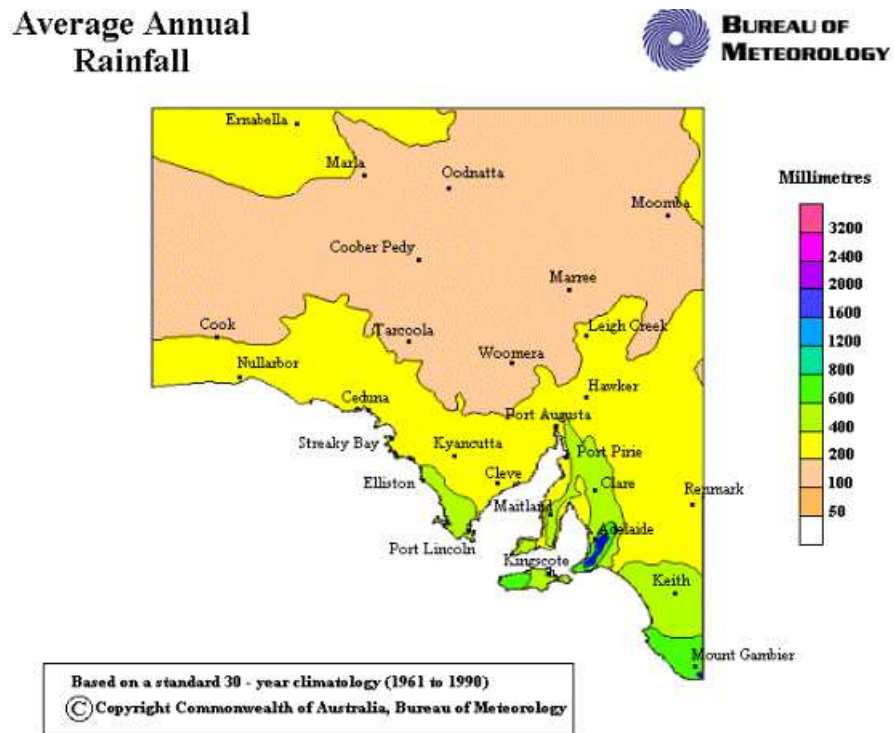 Average Annual
Rainfall
BUREAU OF
METEOROLOGY
Ernabella
Marla
Oodnatta
Millimetres
Moomba
3200
2400
Coober Pedy
2000
Marree
1600
Cook
Tarcoola
Leigh Creek
1200
Woomera
800
Nullarbor
Hawker
600
Ceduna
Port Augusta
400
Streaky Bay
Kyancutta
Port Pirie
200
Elliston
Cleve
Clare
100
Maitland
Renmark
50
Port Lincoln
Adelaide
Kingscote
Keith
Mount Gambier
Based on a standard 30 - year climatology (1961 to 1990)
© Copyright Commonwealth of Australia, Bureau of Meteorology